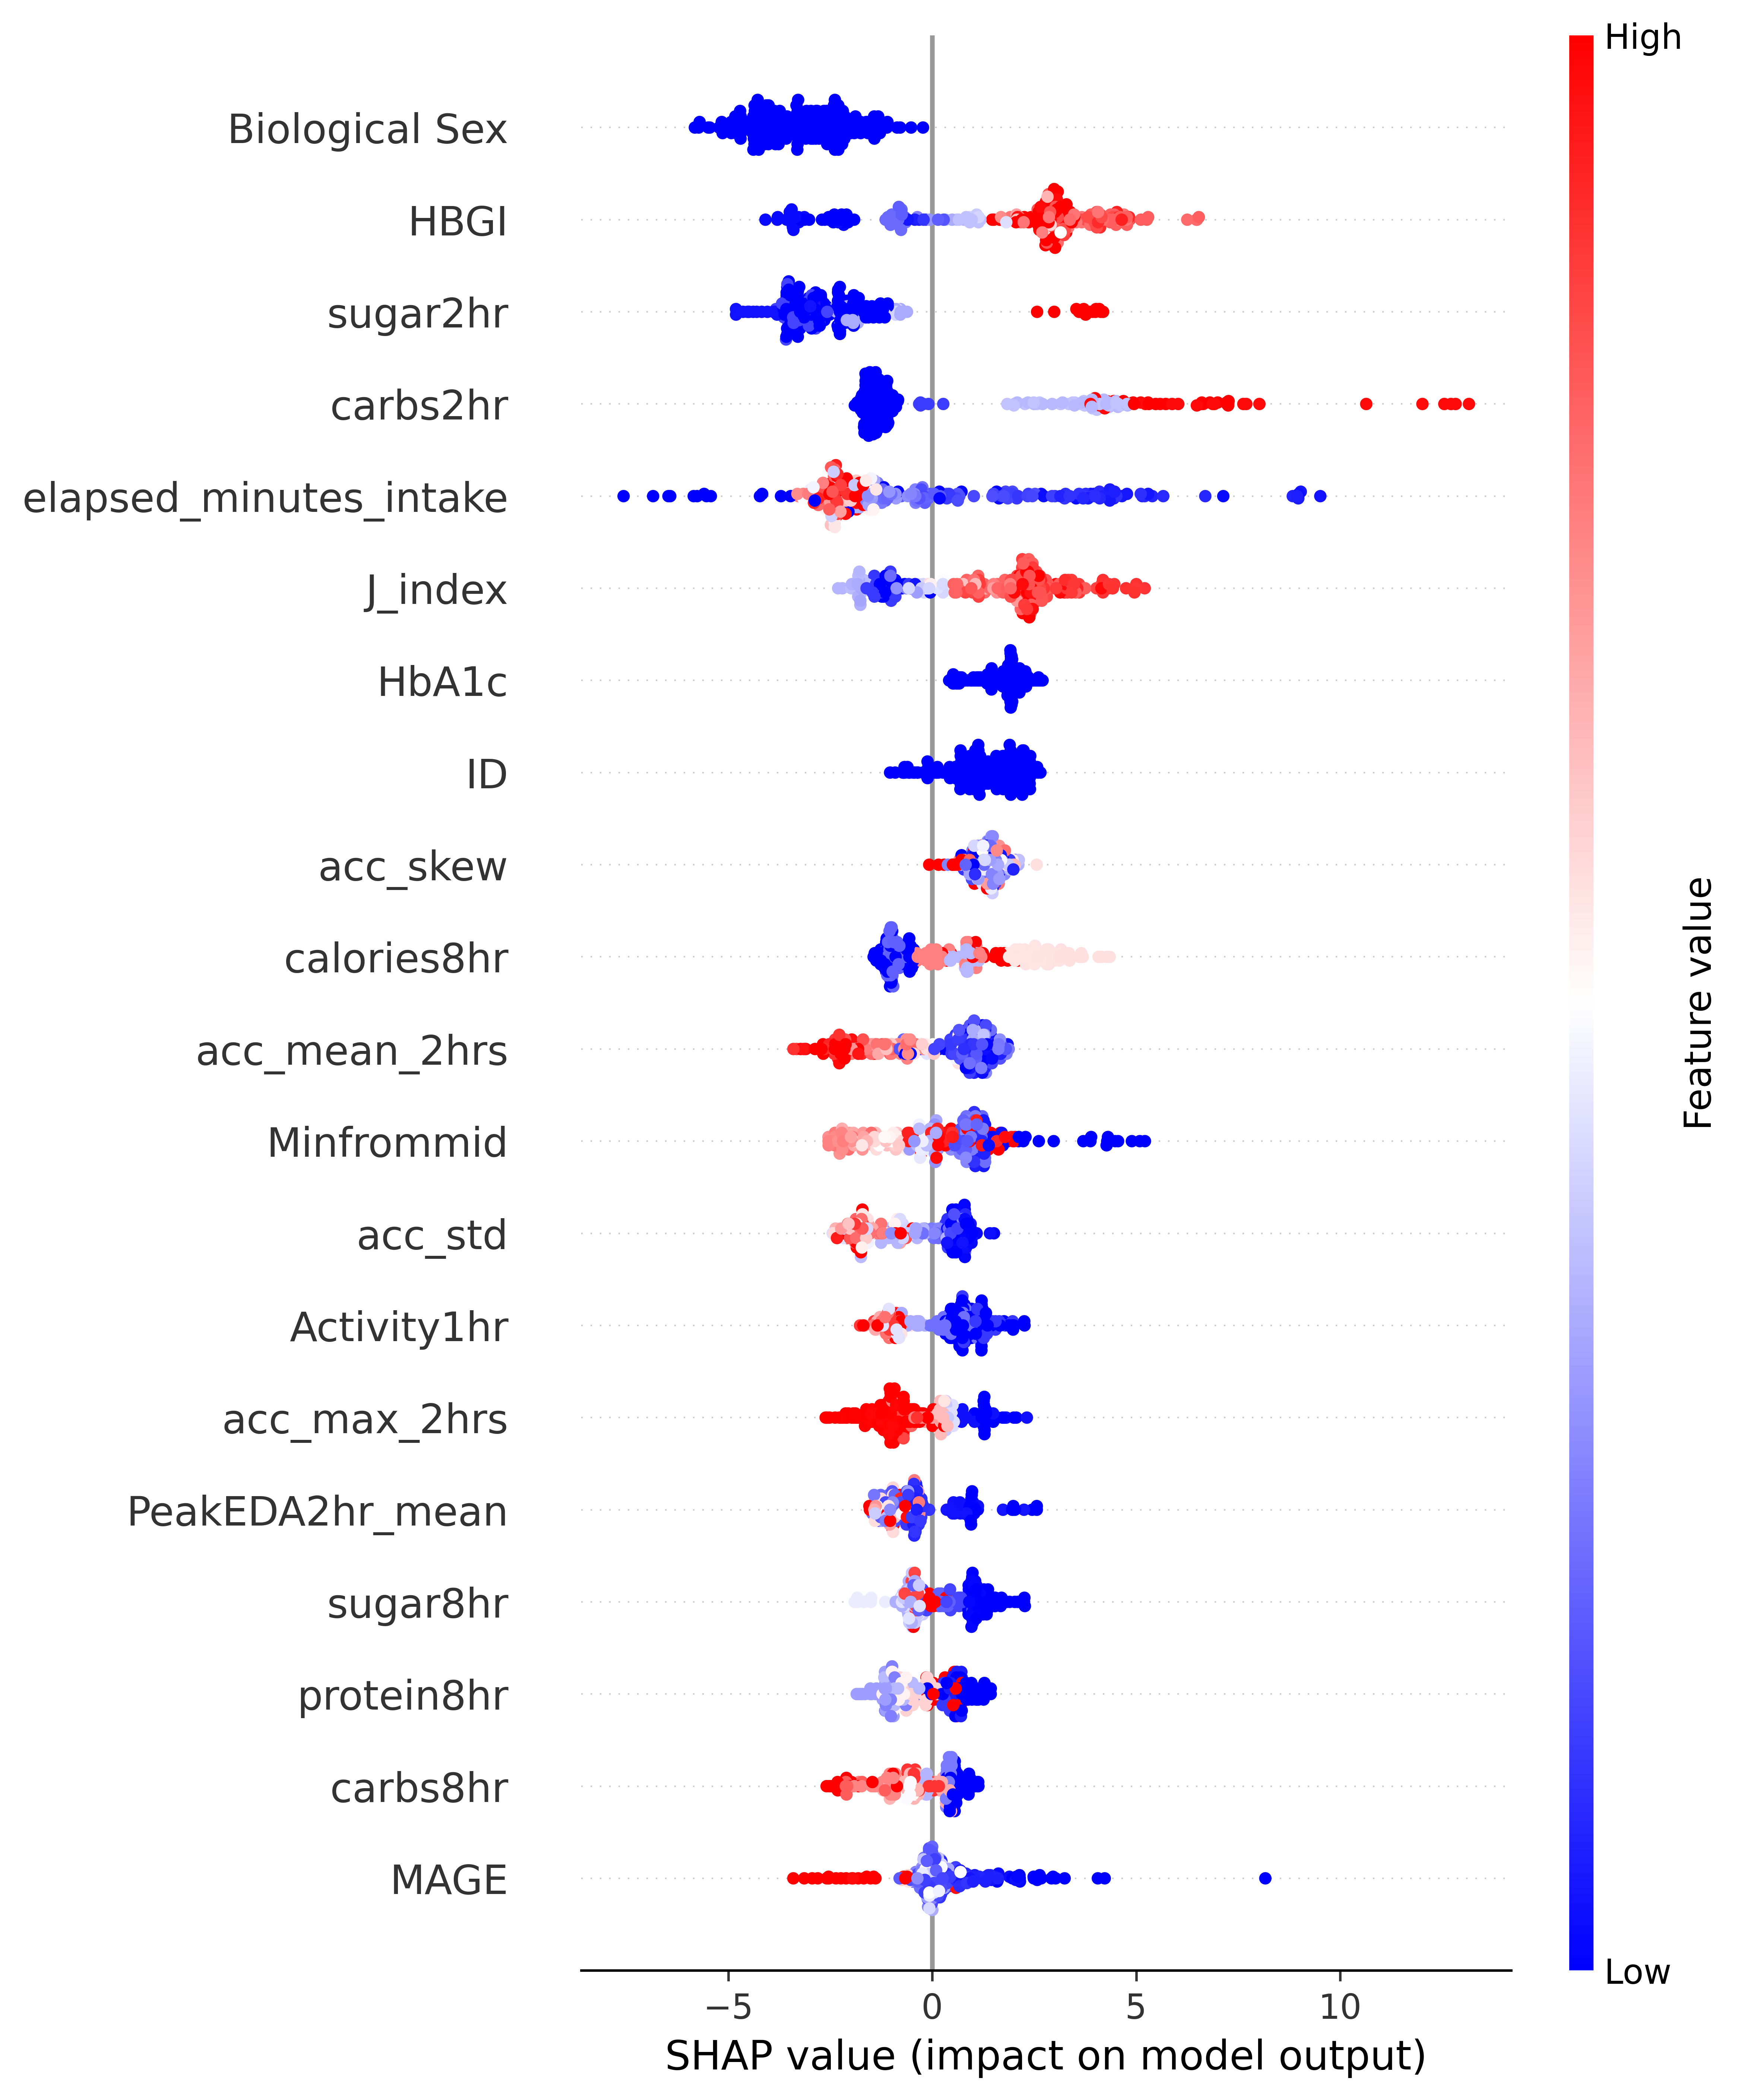 High
Biological Sex
HBGI
sugar2hr
carbs2hr
elapsed_minutes_intake
J_index
HbA1c
ID
acc_skew
calories8hr
acc_mean_2hrs
Minfrommid
acc_std
Activity1hr
acc_max_2hrs
PeakEDA2hr_mean
sugar8hr
protein8hr
carbs8hr
MAGE
Feature value
Low
−5 0 5 10
SHAP value (impact on model output)